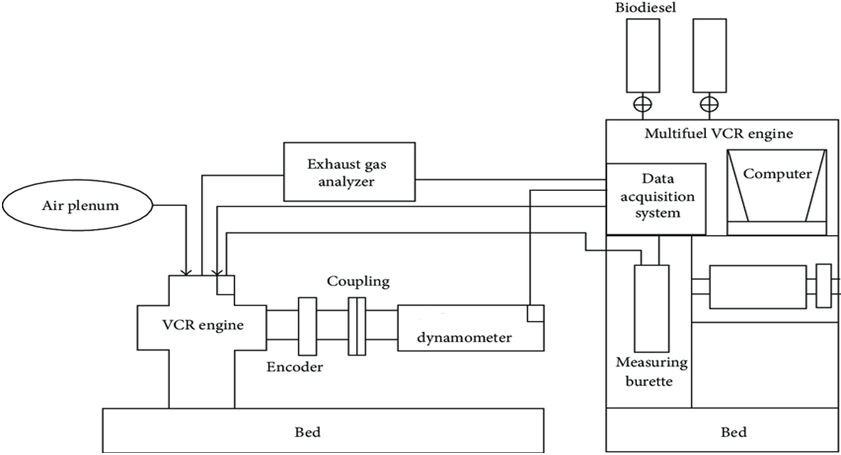 Biodiesel
Multifuel VCR engine
Exhaust gas
analyzer
Data
acquisition
system
Computer
Air plenum
Coupling
VCR engine
dynamometer
Encoder
Measuring
burette
Bed
Bed